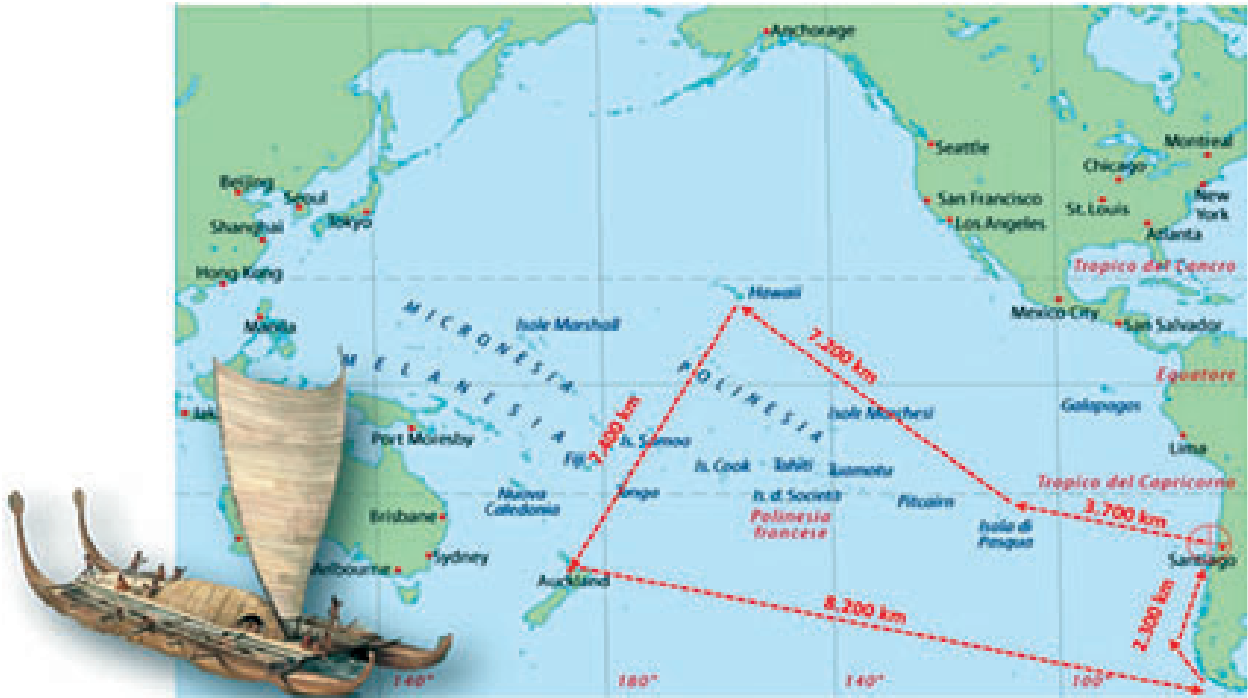 Anchorage
Seattle
Montreal
Chicago
Beijing
Seoul
San Francisco
St. Louis
New
York
Tokyo
Shanghai
Los Angeles
Atlanta
Tropico del Cancro
Hong Kong
Hawaii
MICRONESIA
Isole Marshall
Mexico City
San Salvador
Manila
7.200 km
MELANESIA
POLINESIA
Equatore
Galapagos
Isole Marchesi
7.400 km
Port Moresby
Is. Samoa
Lima
Fiji
Is. Cook
Tahiti
Tuamotu
Tropico del Capricorno
Nuova
Caledonia
Tonga
Is. d. Società
Pitcairn
3.700 km
Polinesia
francese
Isola di
Pasqua
Brisbane
Sydney
Santiago
Melbourne
Auckland
8.200 km
2.300 km
140°
180°
140°
100°